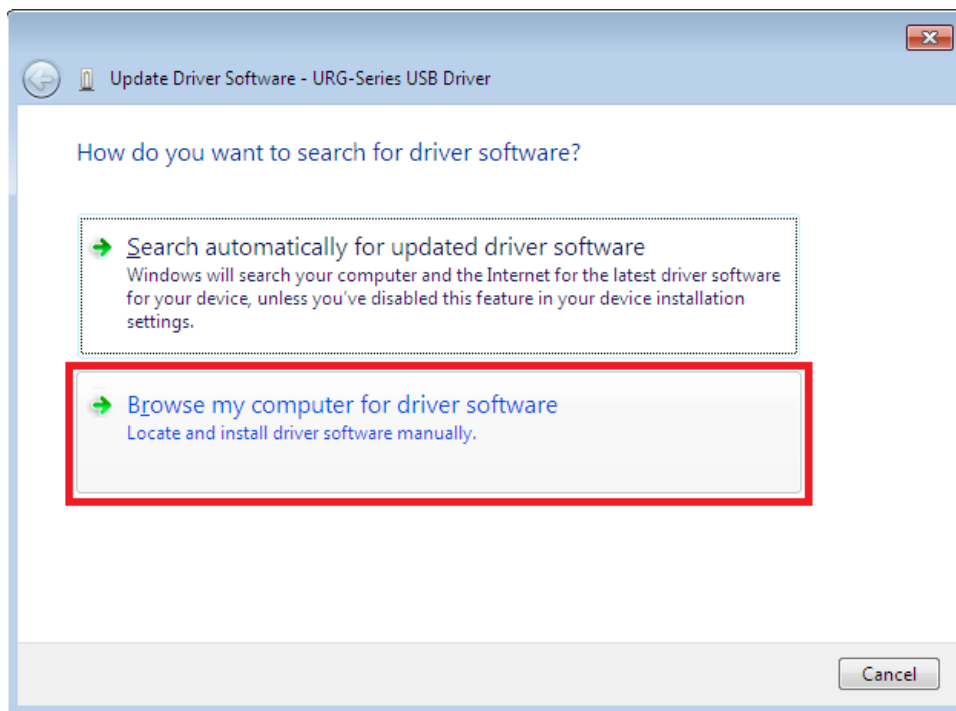 Update Driver Software - URG-Series USB Driver
How do you want to search for driver software?
Search automatically for updated driver software
Windows will search your computer and the Internet for the latest driver software
for your device, unless you've disabled this feature in your device installation
settings.
Browse my computer for driver software
Locate and install driver software manually.
Cancel